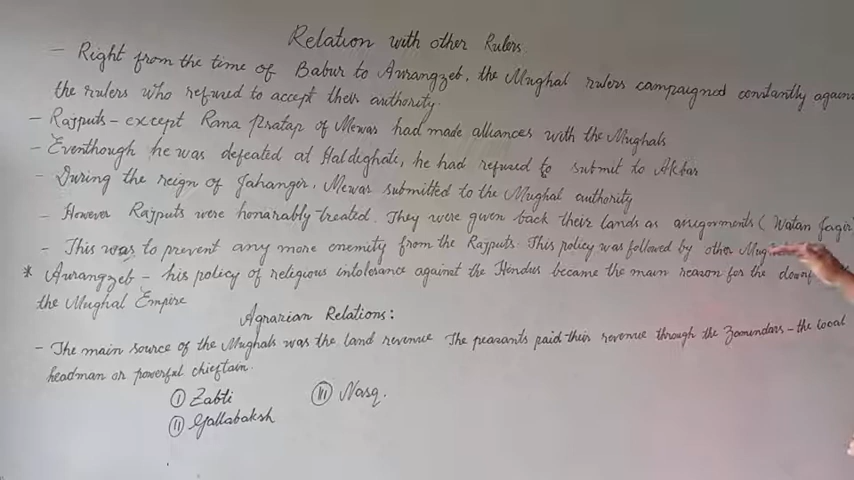 Relation with other Rulers.
- Right from the time of Babur to Aurangzeb, the Mughal rulers campaigned constantly agains
the rulers who refused to accept their authority.
- Rajputs - except Rana Pratap of Mewas had made alliances with the Mughals
- Eventhough he was defeated at Haldighate, he had refused to submit to Akbar
- During the reign of Jahangir, Mewas submitted to the Mughal authority
- However Rajputs were honarably treated. They were given back their lands as assignments (Watan Jagir)
- This was to prevent any more enemity from the Rajputs. This policy was followed by other
* Aurangzeb - his policy of religious intolerance against the Hindus became the main reason for the
the Mughal Empire
Agrarian Relations:
- The main source of the Mughals was the land revenue The peasants paid their revenue through the Zamindars - the local
headman or powerful chieftain.
(I) Zabti (III) Nasq.
(II) Gallabaksh